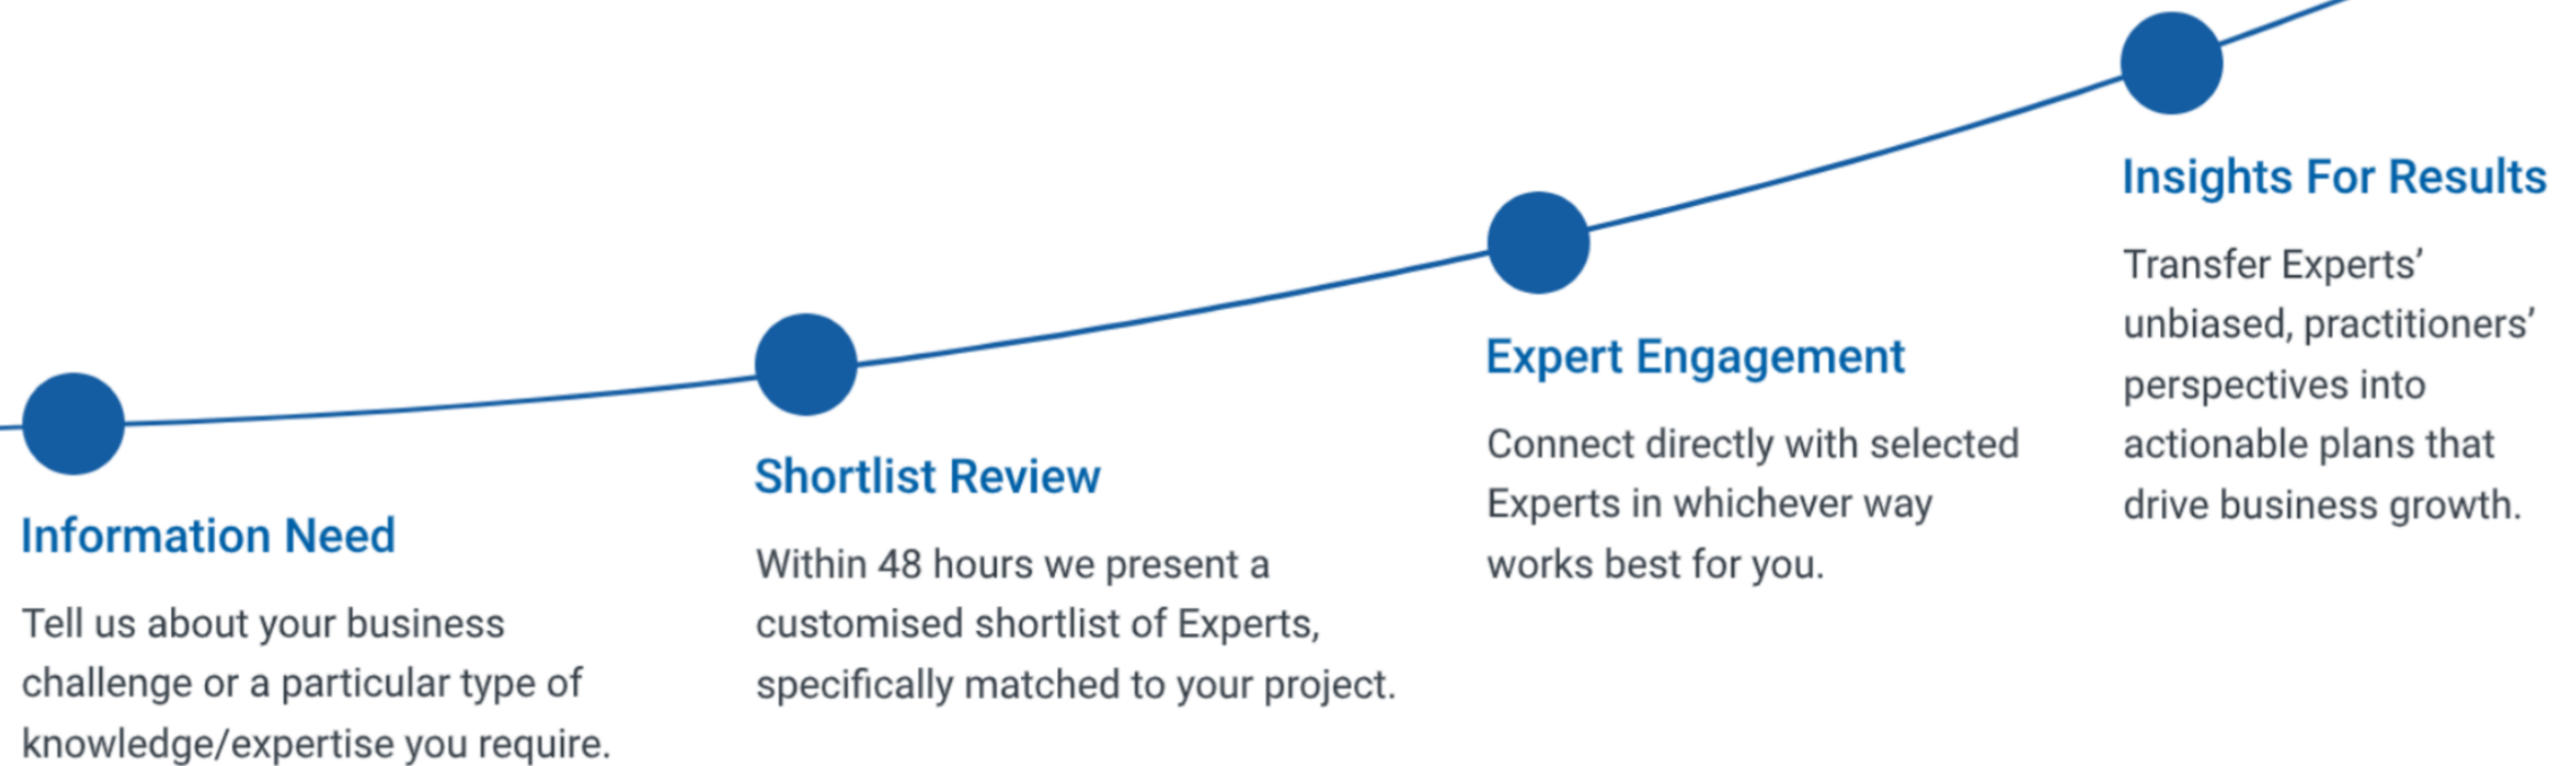 Information Need
Tell us about your business
challenge or a particular type of
knowledge/expertise you require.
Shortlist Review
Within 48 hours we present a
customised shortlist of Experts,
specifically matched to your project.
Expert Engagement
Connect directly with selected
Experts in whichever way
works best for you.
Insights For Results
Transfer Experts’
unbiased, practitioners’
perspectives into
actionable plans that
drive business growth.